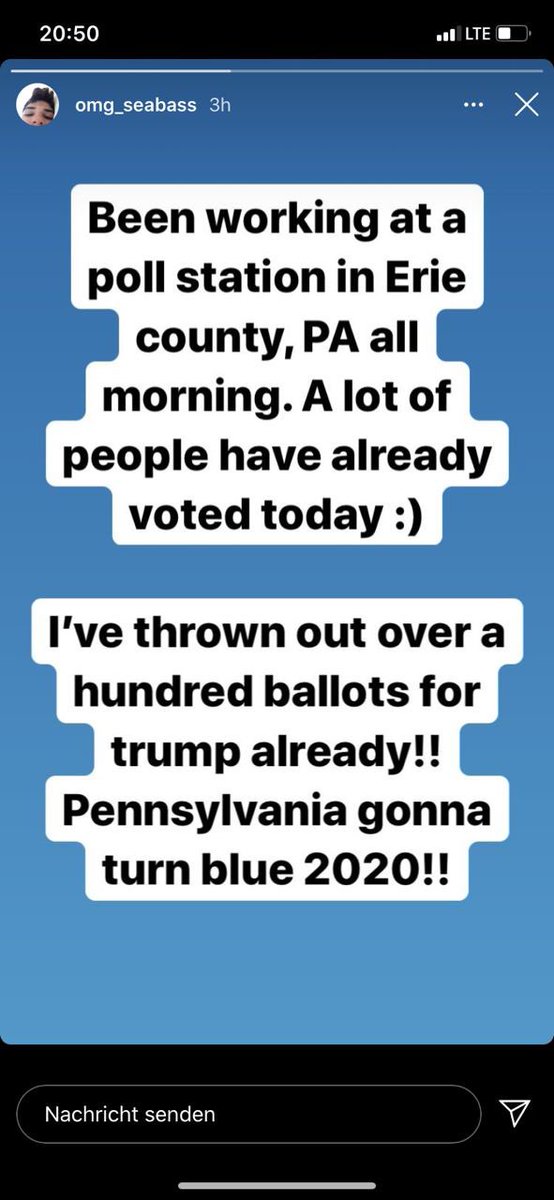 20:50
LTE
omg_seabass 3h
Been working at a
poll station in Erie
county, PA all
morning. A lot of
people have already
voted today :)
I've thrown out over a
hundred ballots for
trump already!!
Pennsylvania gonna
turn blue 2020!!
Nachricht senden